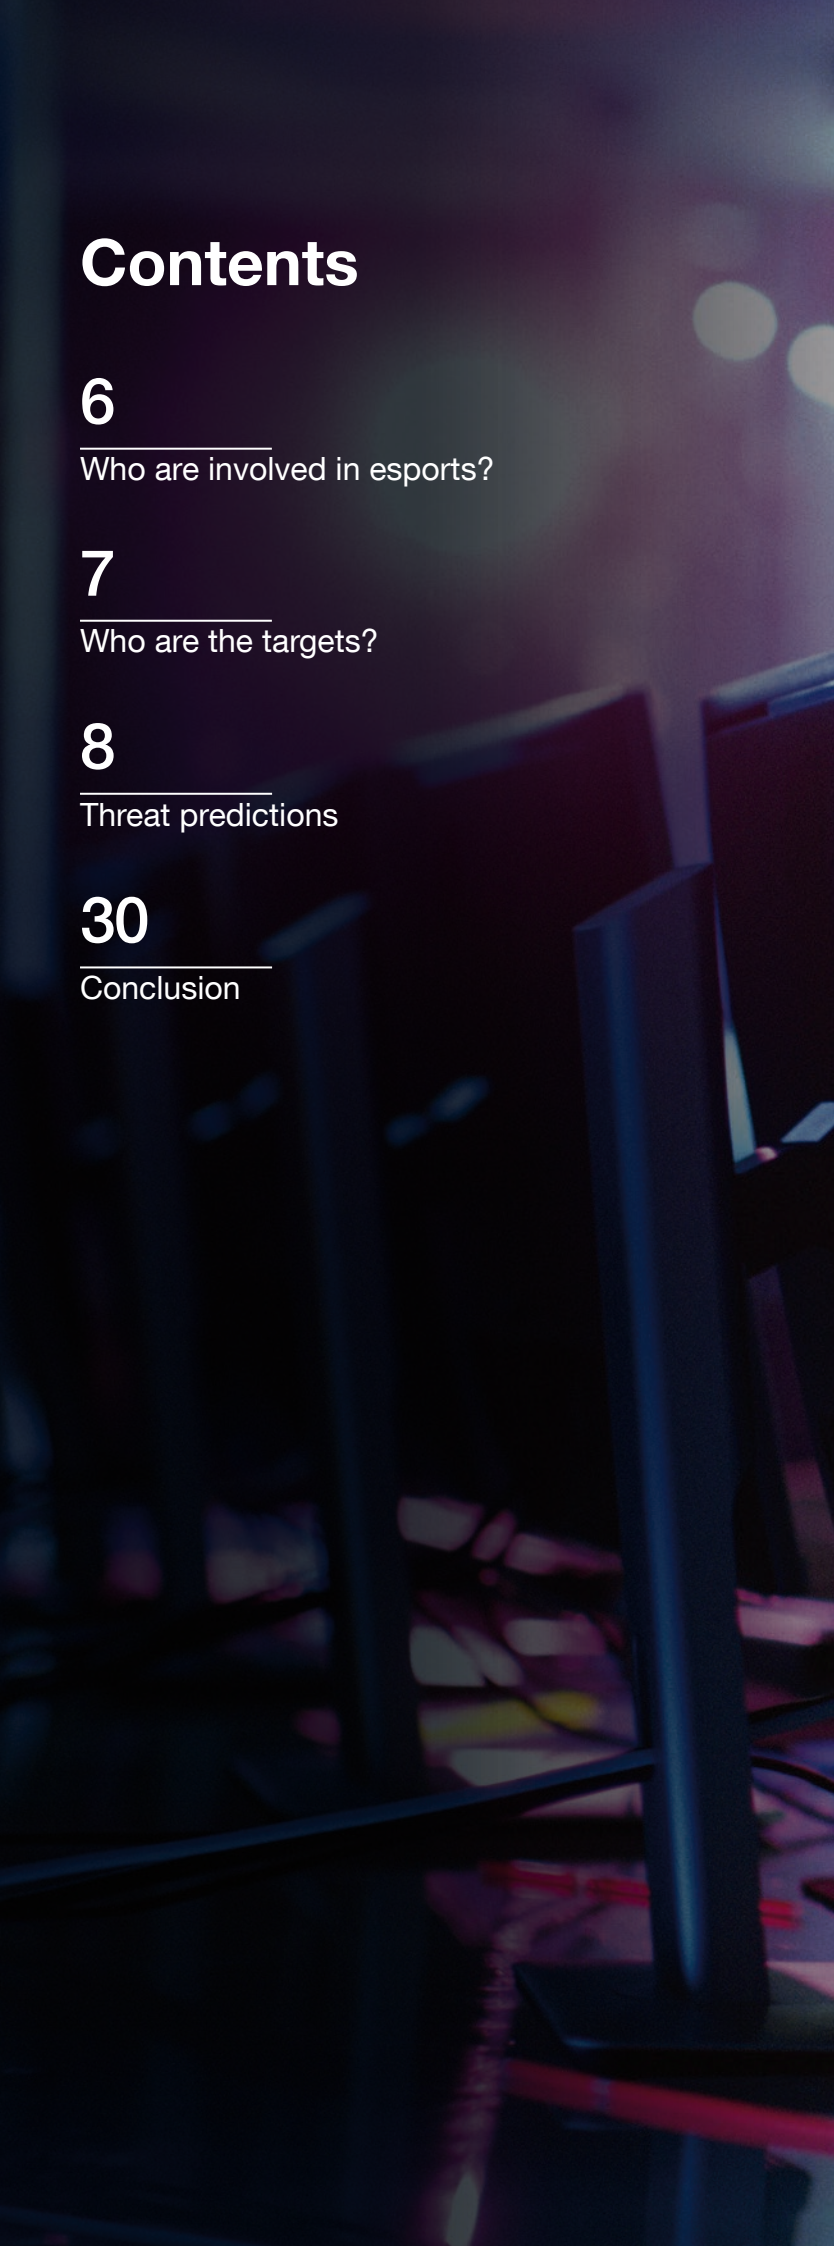 Contents
6
Who are involved in esports?
7
Who are the targets?
8
Threat predictions
30
Conclusion